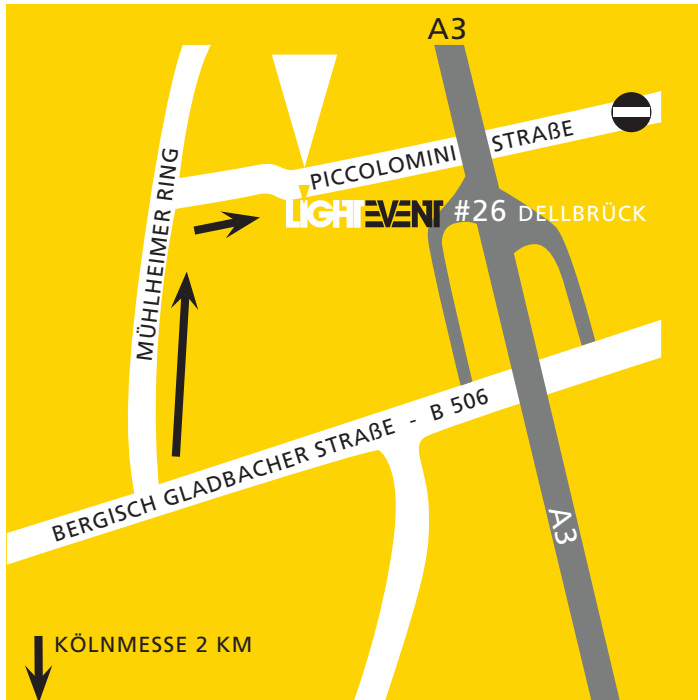 A3
PICCOLOMINI STRAßE
MÜHLHEIMER RING
LIGHTEVENT #26 DELLBRÜCK
BERGISCH GLADBACHER STRAßE - B 506
A3
KÖLNMESSE 2 KM